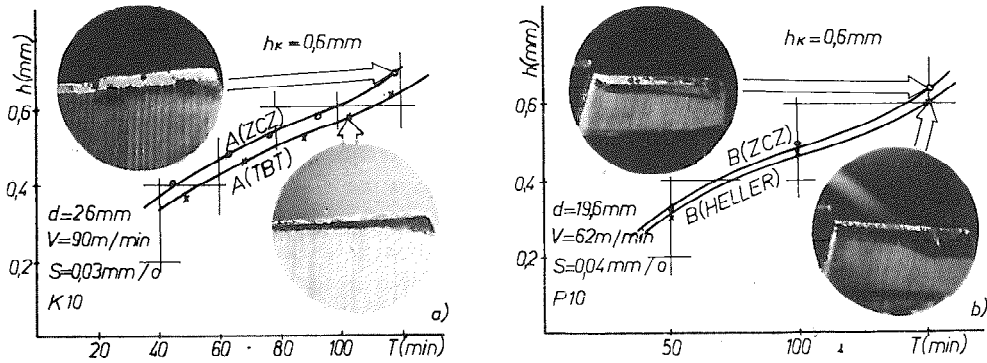 h(mm)
a)
h_K = 0,6mm
0,6
0,4
0,2
A(ZCZ)
A(TBT)
d=26mm
V=90m/min
S=0,03mm/o
K10
20
40
60
80
100
T(min)
h(mm)
b)
h_K = 0,6mm
0,6
0,4
0,2
B(ZCZ)
B(HELLER)
d=19,6mm
V=62m/min
S=0,04mm/o
P10
50
100
T(min)